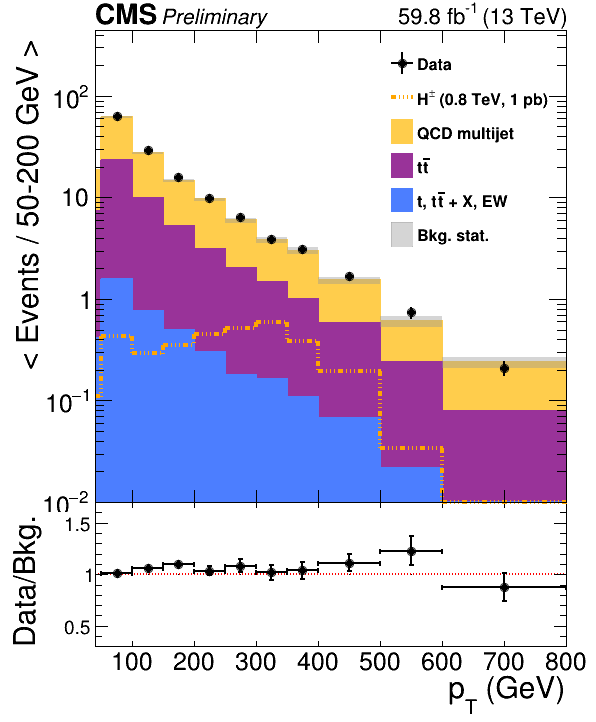 CMS Preliminary 59.8 fb⁻¹ (13 TeV)
< Events / 50-200 GeV >
10²
10
1
10⁻¹
10⁻²
Data
H± (0.8 TeV, 1 pb)
QCD multijet
tt̅
t, tt̅ + X, EW
Bkg. stat.
Data/Bkg.
1.5
1
0.5
100 200 300 400 500 600 700 800
p_T (GeV)